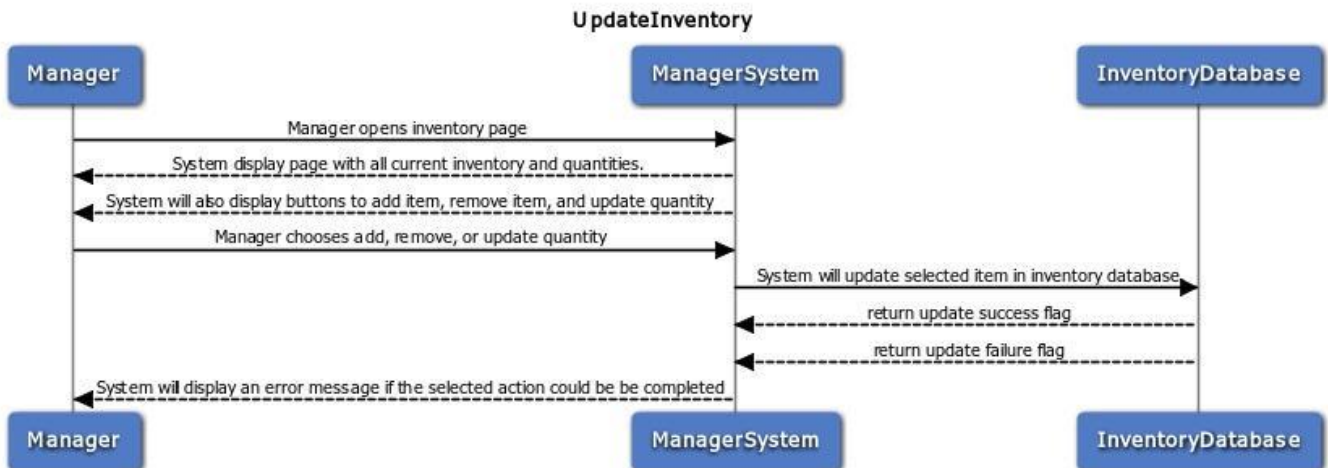 UpdateInventory
Manager
ManagerSystem
InventoryDatabase
Manager opens inventory page
System display page with all current inventory and quantities.
System will also display buttons to add item, remove item, and update quantity
Manager chooses add, remove, or update quantity
System will update selected item in inventory database
return update success flag
return update failure flag
System will display an error message if the selected action could be be completed
Manager
ManagerSystem
InventoryDatabase